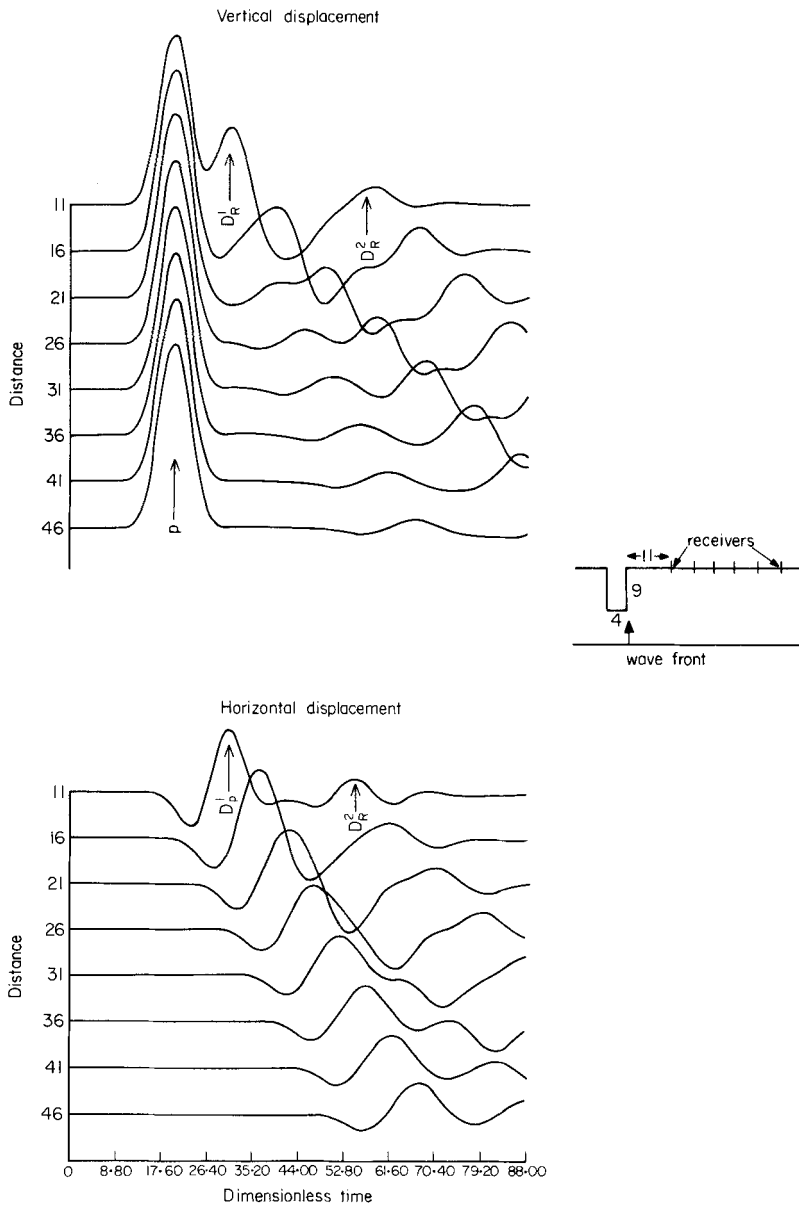 Vertical displacement
11
16
21
26
31
36
41
46
Distance
D¹R
D²R
p
11
receivers
9
4
wave front
Horizontal displacement
11
16
21
26
31
36
41
46
Distance
D¹p
D²R
0 8·80 17·60 26·40 35·20 44·00 52·80 61·60 70·40 79·20 88·00
Dimensionless time